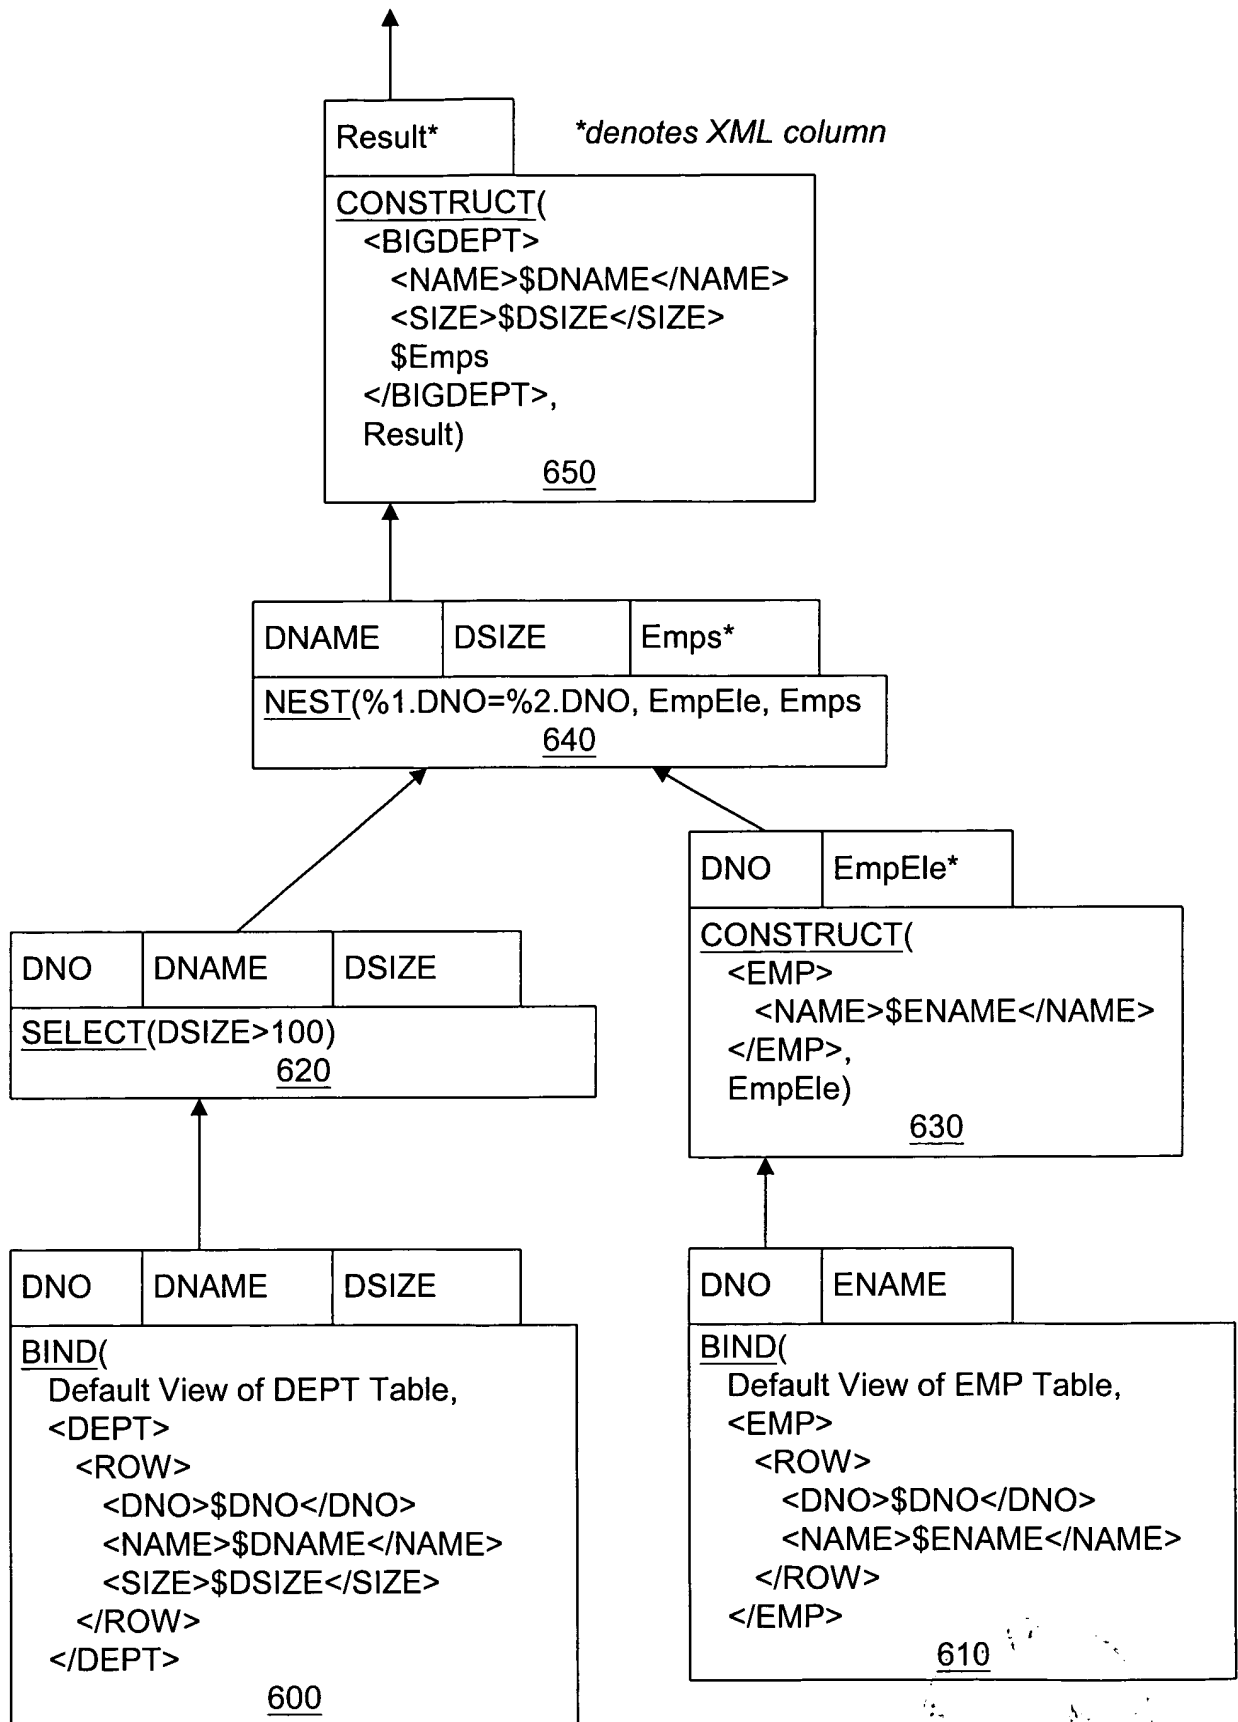 Result*
*denotes XML column
CONSTRUCT(
<BIGDEPT>
<NAME>$DNAME</NAME>
<SIZE>$DSIZE</SIZE>
$Emps
</BIGDEPT>,
Result)
650
DNAME DSIZE Emps*
NEST(%1.DNO=%2.DNO, EmpEle, Emps
640
DNO EmpEle*
CONSTRUCT(
<EMP>
<NAME>$ENAME</NAME>
</EMP>,
EmpEle)
630
DNO DNAME DSIZE
SELECT(DSIZE>100)
620
DNO DNAME DSIZE
BIND(
Default View of DEPT Table,
<DEPT>
<ROW>
<DNO>$DNO</DNO>
<NAME>$DNAME</NAME>
<SIZE>$DSIZE</SIZE>
</ROW>
</DEPT>
600
DNO ENAME
BIND(
Default View of EMP Table,
<EMP>
<ROW>
<DNO>$DNO</DNO>
<NAME>$ENAME</NAME>
</ROW>
</EMP>
610